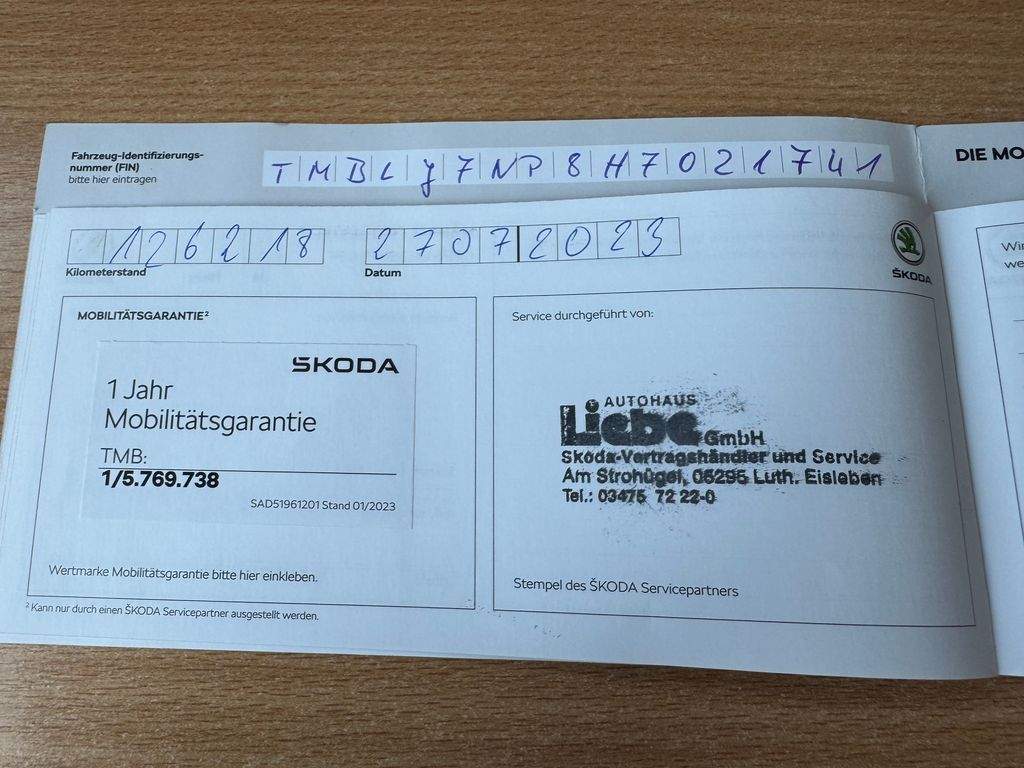 Fahrzeug-Identifizierungs-
nummer (FIN)
bitte hier eintragen
TMBLJ7NP8H7021741
DIE MO
126218
Kilometerstand
27072023
Datum
ŠKODA
MOBILITÄTSGARANTIE²
ŠKODA
1 Jahr
Mobilitätsgarantie
TMB:
1/5.769.738
SAD51961201 Stand 01/2023
Wertmarke Mobilitätsgarantie bitte hier einkleben.
² Kann nur durch einen ŠKODA Servicepartner ausgestellt werden.
Service durchgeführt von:
AUTOHAUS
Liebe GmbH
Skoda-Vertragshändler und Service
Am Strohügel, 06295 Luth. Eisleben
Tel.: 03475 72 22-0
Stempel des ŠKODA Servicepartners
Wir
we